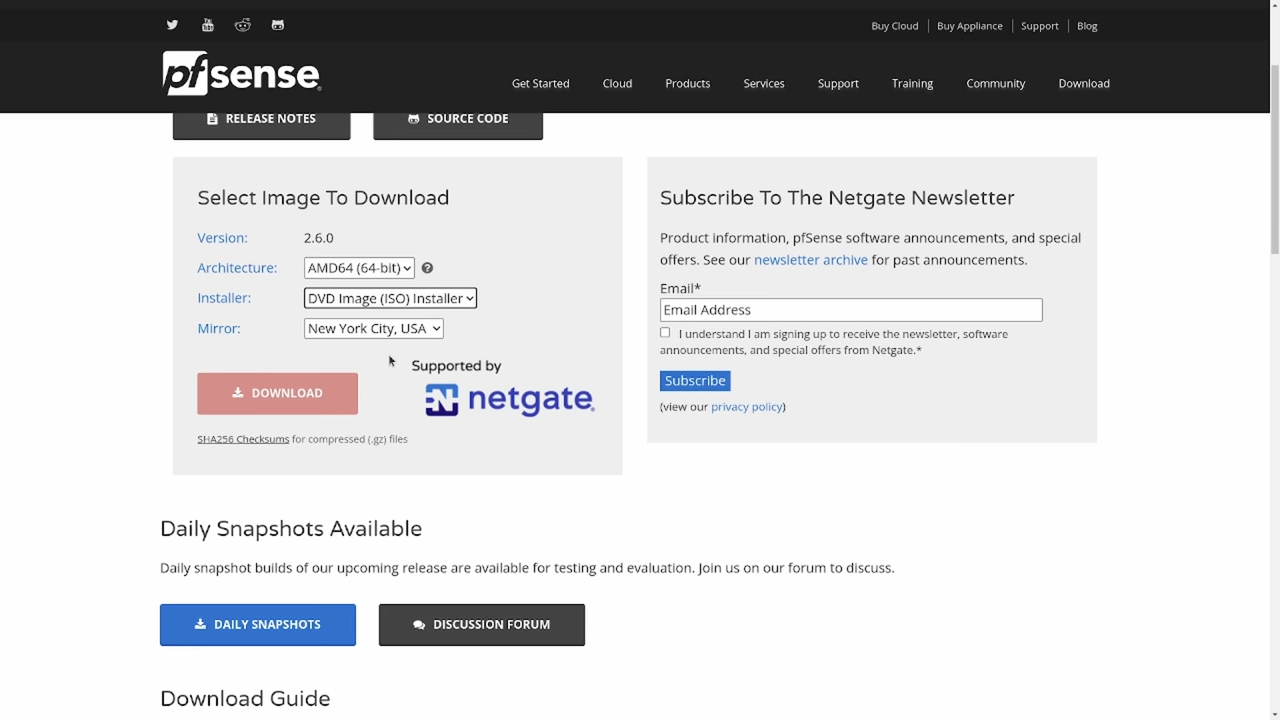 Buy Cloud Buy Appliance Support Blog
pfsense
Get Started Cloud Products Services Support Training Community Download
RELEASE NOTES SOURCE CODE
Select Image To Download
Version: 2.6.0
Architecture: AMD64 (64-bit)
Installer: DVD Image (ISO) Installer
Mirror: New York City, USA
Supported by
netgate
DOWNLOAD
SHA256 Checksums for compressed (.gz) files
Subscribe To The Netgate Newsletter
Product information, pfSense software announcements, and special
offers. See our newsletter archive for past announcements.
Email*
Email Address
I understand I am signing up to receive the newsletter, software
announcements, and special offers from Netgate.*
Subscribe
(view our privacy policy)
Daily Snapshots Available
Daily snapshot builds of our upcoming release are available for testing and evaluation. Join us on our forum to discuss.
DAILY SNAPSHOTS DISCUSSION FORUM
Download Guide